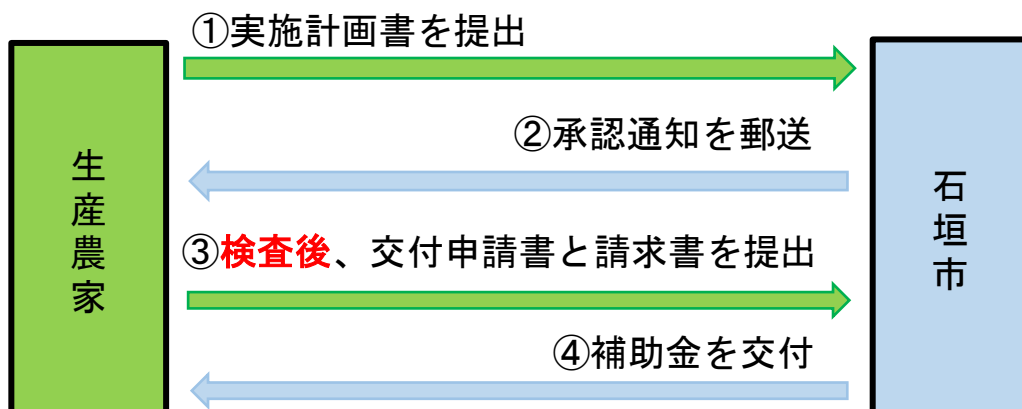 ①実施計画書を提出
②承認通知を郵送
生産農家
石垣市
③検査後、交付申請書と請求書を提出
④補助金を交付